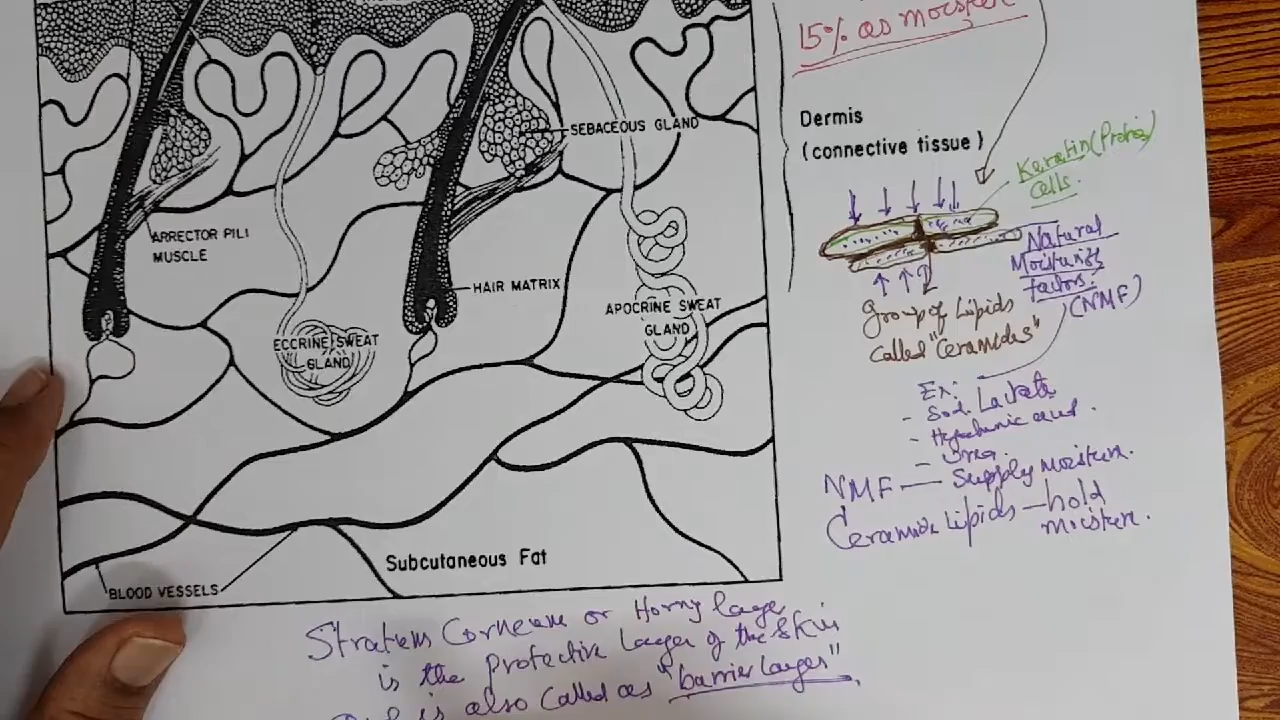 15% as moisture
Dermis
(connective tissue)
Keratin (Protein)
cells.
SEBACEOUS GLAND
ARRECTOR PILI
MUSCLE
HAIR MATRIX
APOCRINE SWEAT
GLAND
ECCRINE SWEAT
GLAND
Natural
Moisturising
factors.
(NMF)
Group of Lipids
Called "Ceramides"
Ex:
- Sod. Lactate
- Hyaluronic acid.
- Urea.
NMF — Supply moisture.
Ceramide Lipids — hold
moisture.
Subcutaneous Fat
BLOOD VESSELS
Stratum Corneum or Horny layer
is the protective Layer of the Skin
is also called as "barrier layer".